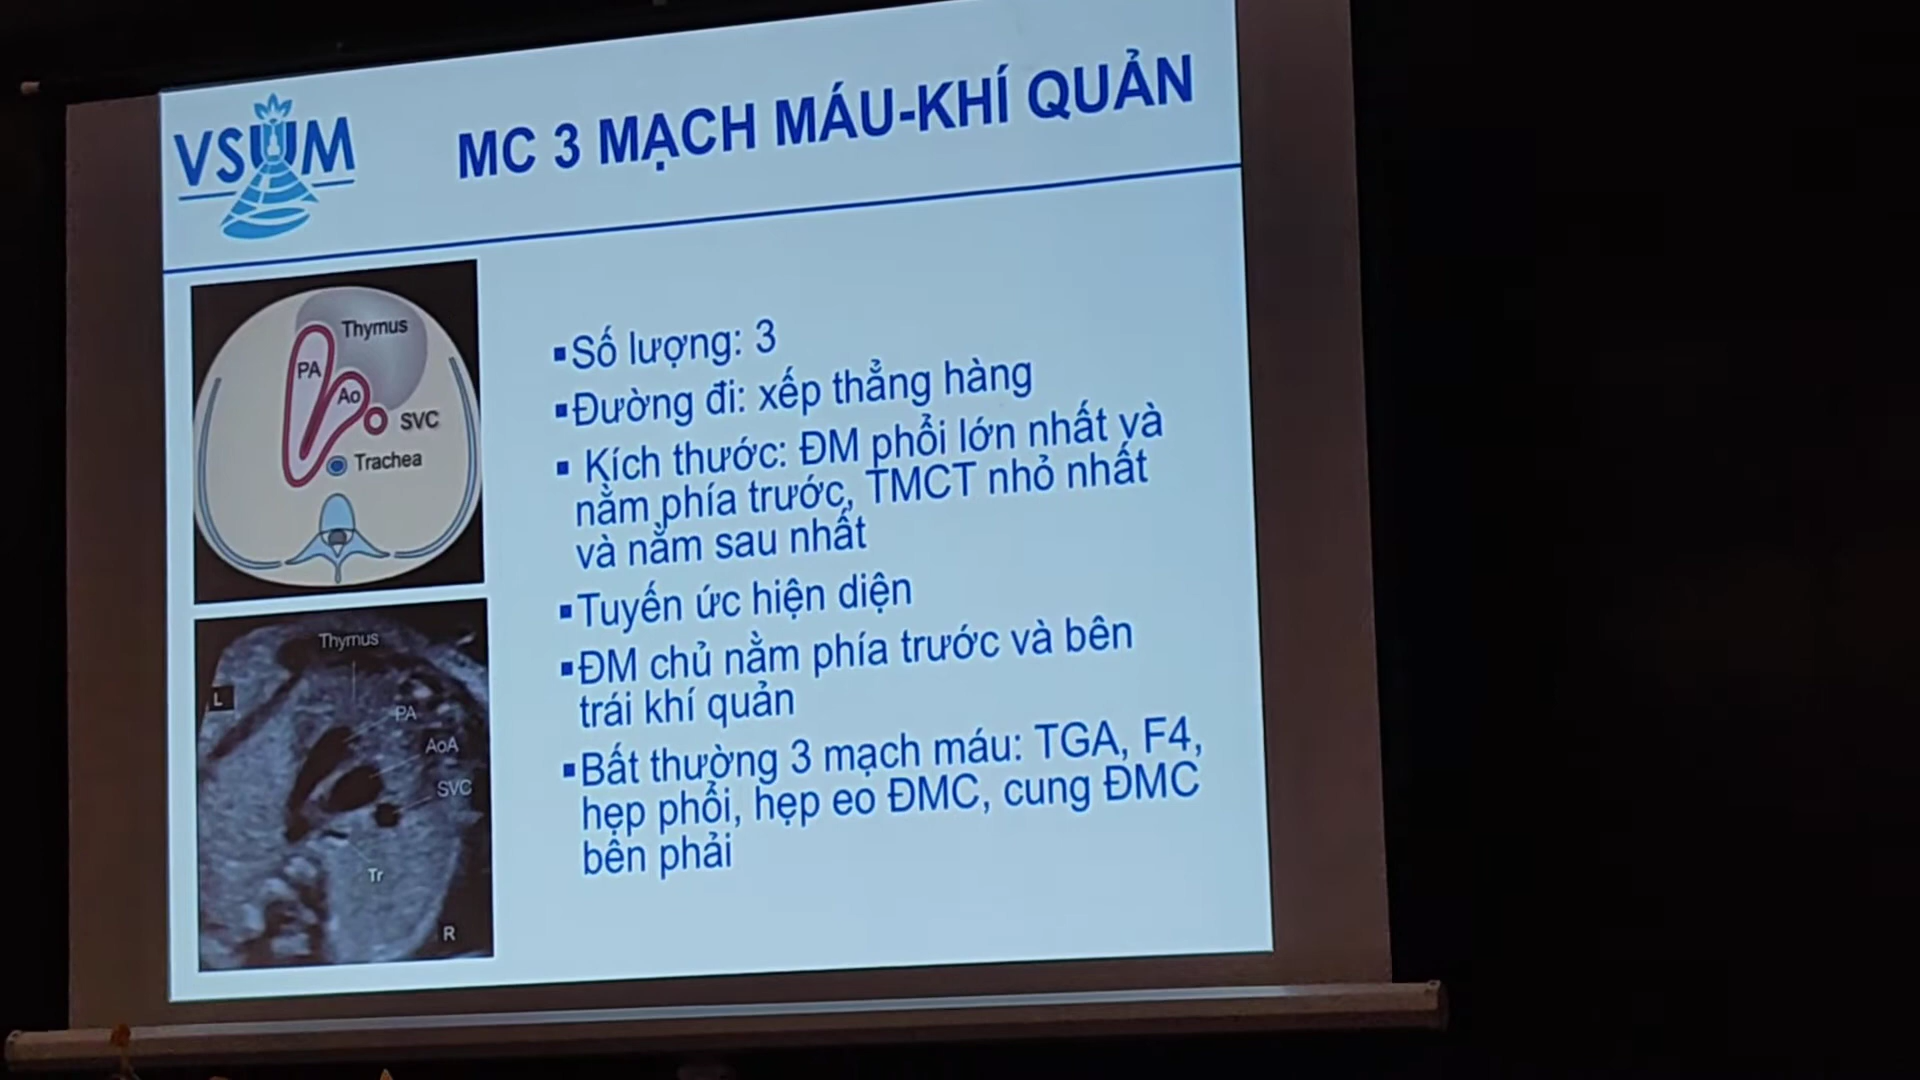 VSUM
MC 3 MẠCH MÁU-KHÍ QUẢN
Thymus
PA
Ao
SVC
Trachea
Thymus
L
PA
AoA
SVC
Tr
R
▪Số lượng: 3
▪Đường đi: xếp thẳng hàng
▪ Kích thước: ĐM phổi lớn nhất và
nằm phía trước, TMCT nhỏ nhất
và nằm sau nhất
▪Tuyến ức hiện diện
▪ĐM chủ nằm phía trước và bên
trái khí quản
▪Bất thường 3 mạch máu: TGA, F4,
hẹp phổi, hẹp eo ĐMC, cung ĐMC
bên phải